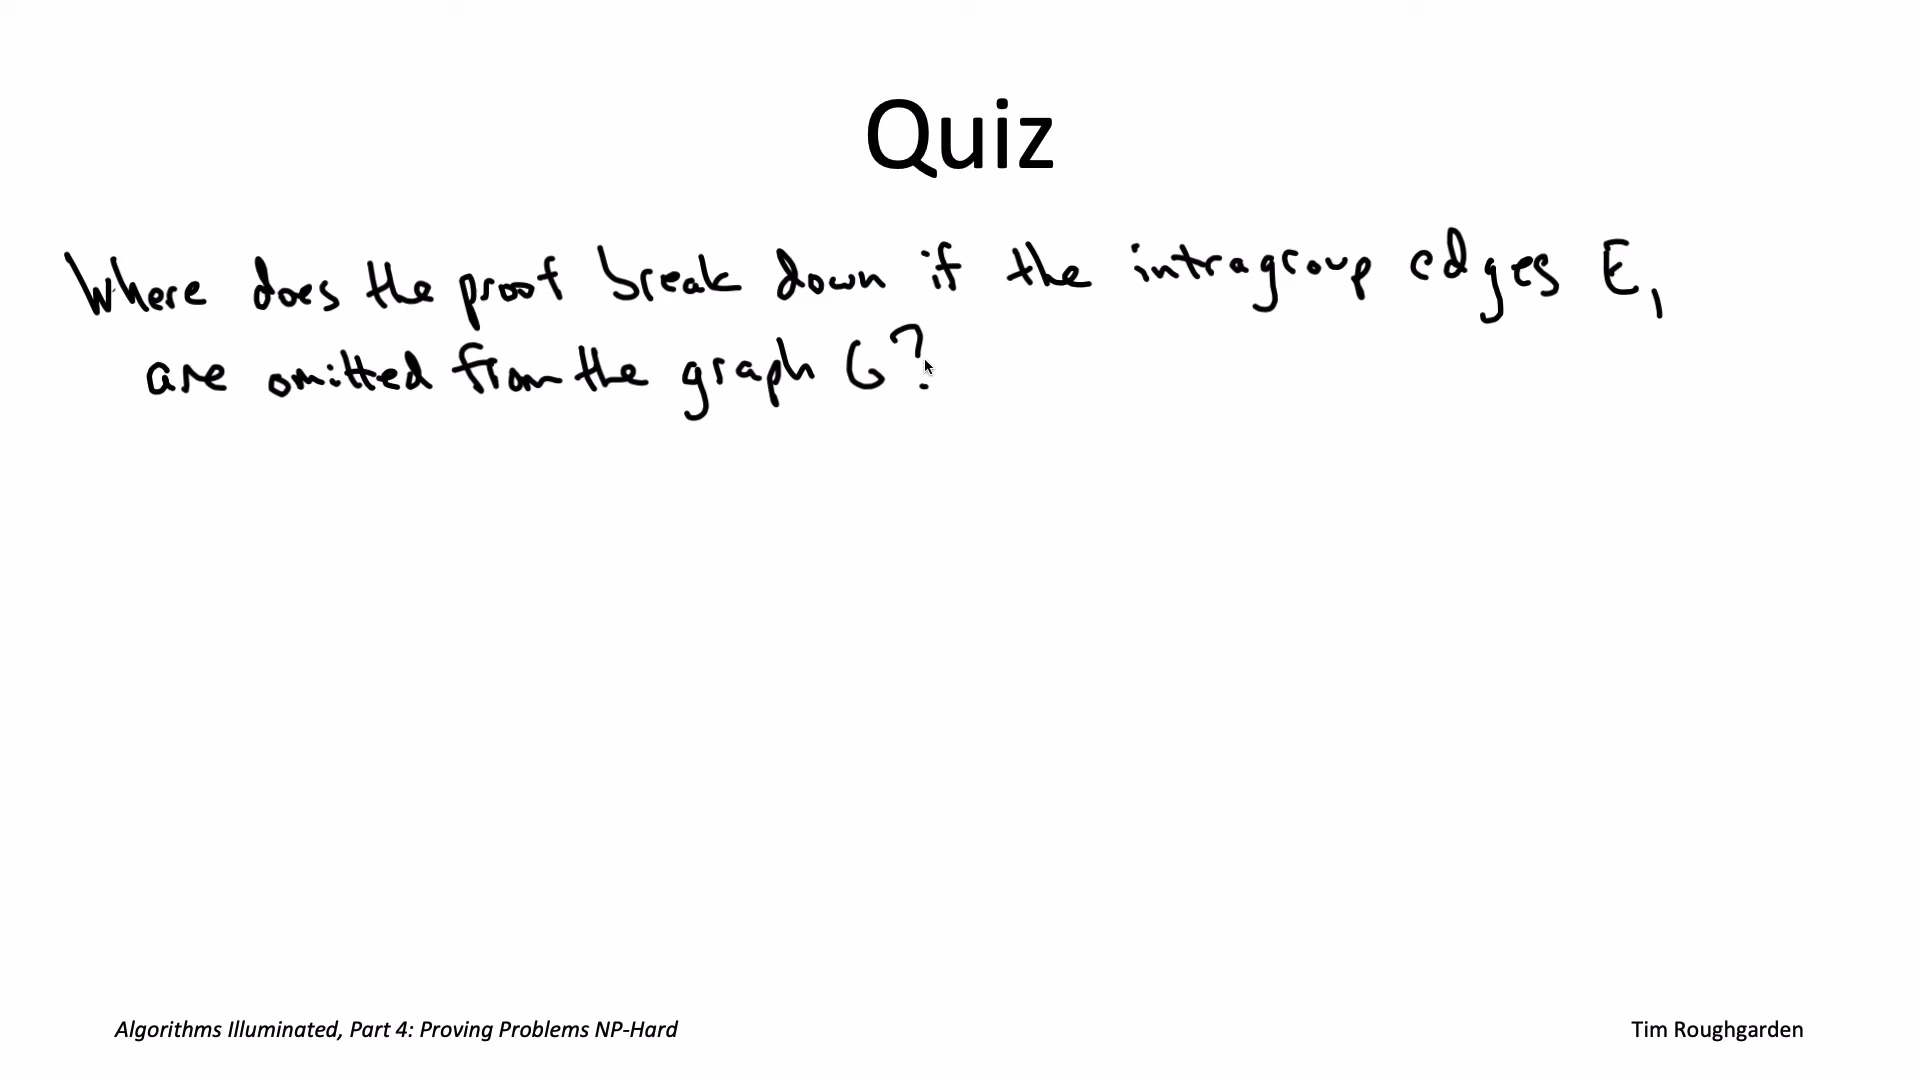 Quiz
Where does the proof break down if the intragroup edges E₁
are omitted from the graph G?
Algorithms Illuminated, Part 4: Proving Problems NP-Hard
Tim Roughgarden